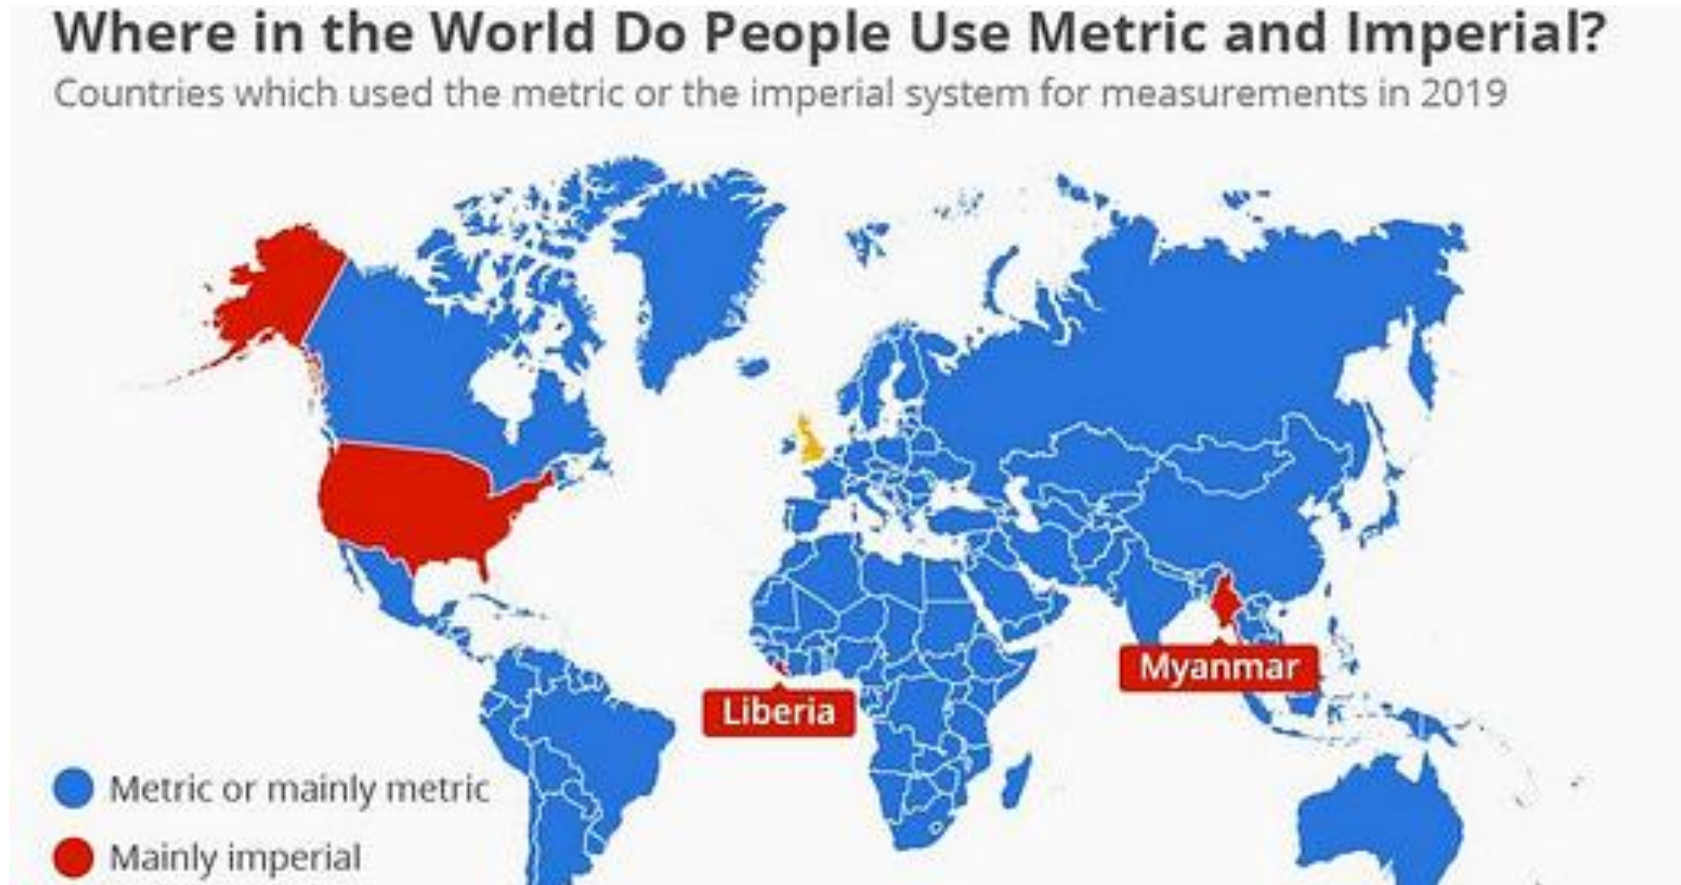 Where in the World Do People Use Metric and Imperial?
Countries which used the metric or the imperial system for measurements in 2019
Myanmar
Liberia
Metric or mainly metric
Mainly imperial